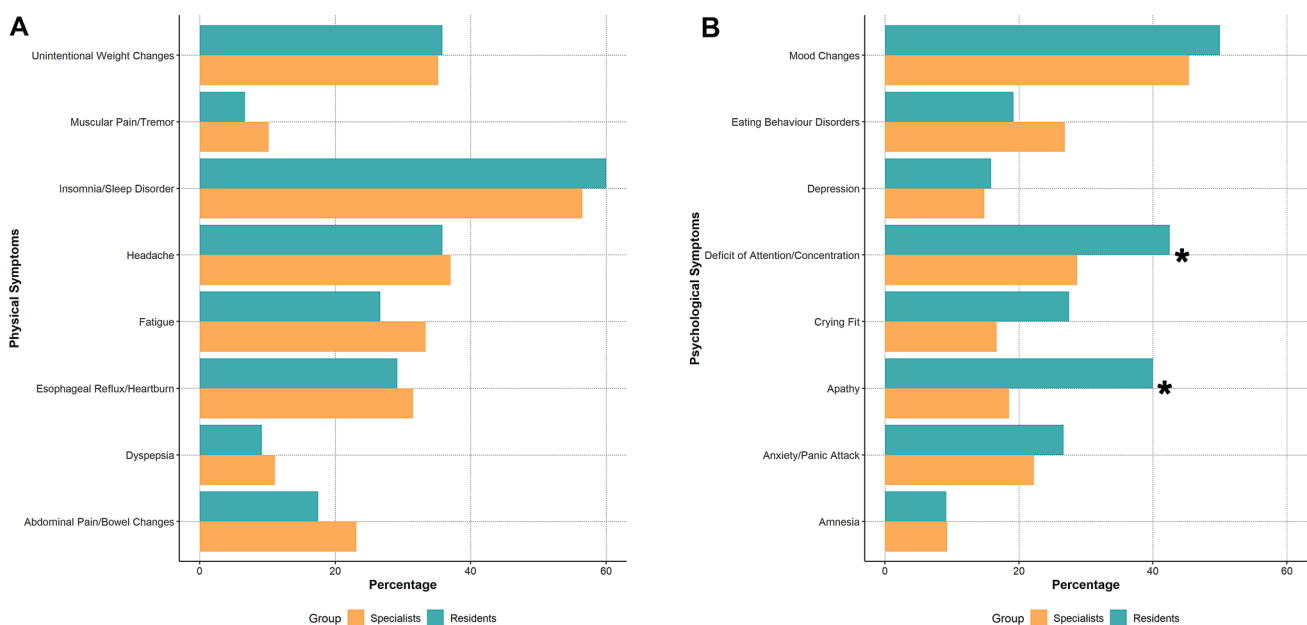 A
Physical Symptoms
Unintentional Weight Changes
Muscular Pain/Tremor
Insomnia/Sleep Disorder
Headache
Fatigue
Esophageal Reflux/Heartburn
Dyspepsia
Abdominal Pain/Bowel Changes
0 20 40 60
Percentage
Group Specialists Residents
B
Psychological Symptoms
Mood Changes
Eating Behaviour Disorders
Depression
Deficit of Attention/Concentration
*
Crying Fit
Apathy
*
Anxiety/Panic Attack
Amnesia
0 20 40 60
Percentage
Group Specialists Residents